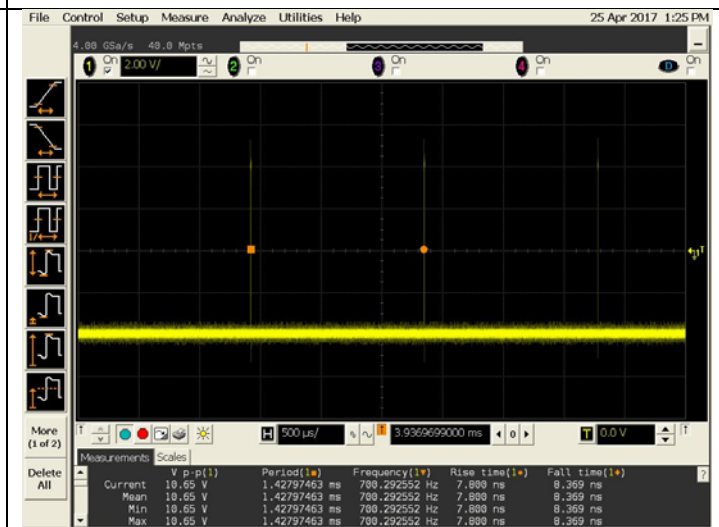 File Control Setup Measure Analyze Utilities Help 25 Apr 2017 1:25 PM
4.00 GSa/s 40.0 Mpts
1 On 2.00 V/ 2 On 3 On 4 On D On
T
More
(1 of 2)
Delete
All
H 500 µs/ 3.9369699000 ms 0 T 0.0 V
Measurements Scales
V p-p(1) Period(1■) Frequency(1▾) Rise time(1♦) Fall time(1♦) ?
Current 10.65 V 1.42797463 ms 700.292552 Hz 7.800 ns 8.369 ns
Mean 10.65 V 1.42797463 ms 700.292552 Hz 7.800 ns 8.369 ns
Min 10.65 V 1.42797463 ms 700.292552 Hz 7.800 ns 8.369 ns
Max 10.65 V 1.42797463 ms 700.292552 Hz 7.800 ns 8.369 ns